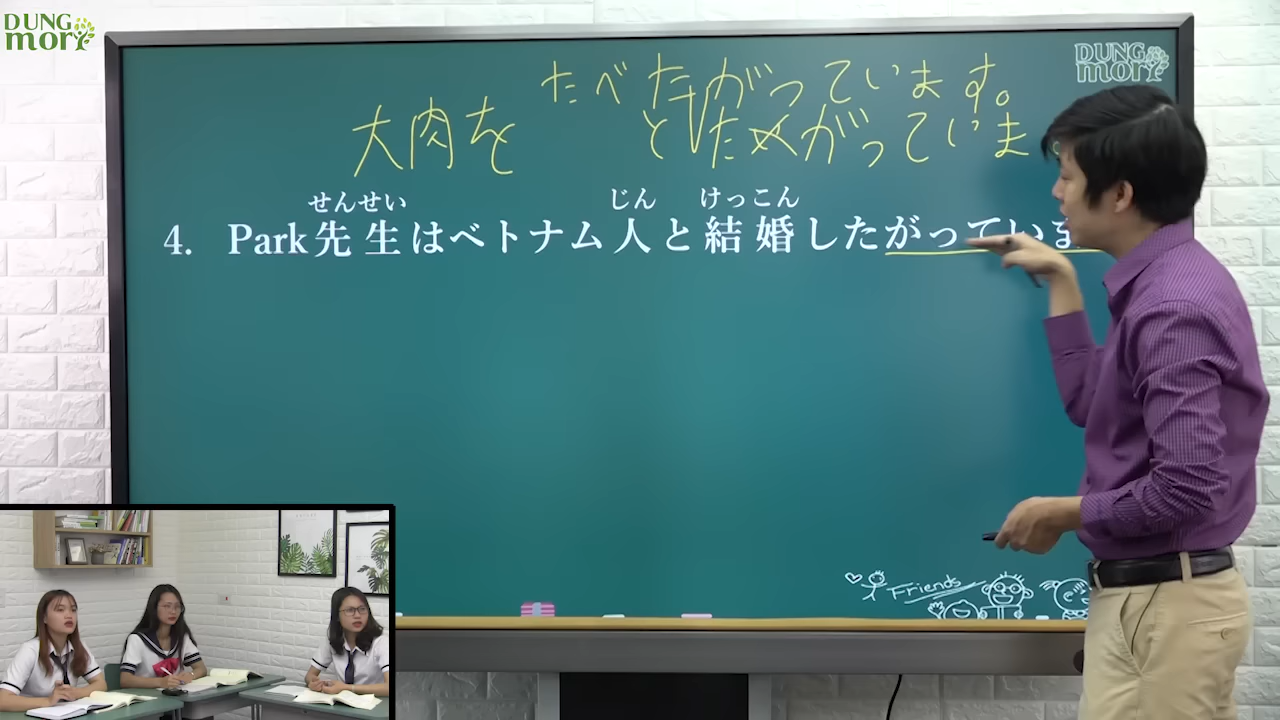 DUNG
mori
DUNG
mori
たべたがっています。
犬肉を とめたがっていま
せんせい じん けっこん
4. Park先生はベトナム人と結婚したがっていま
Friends